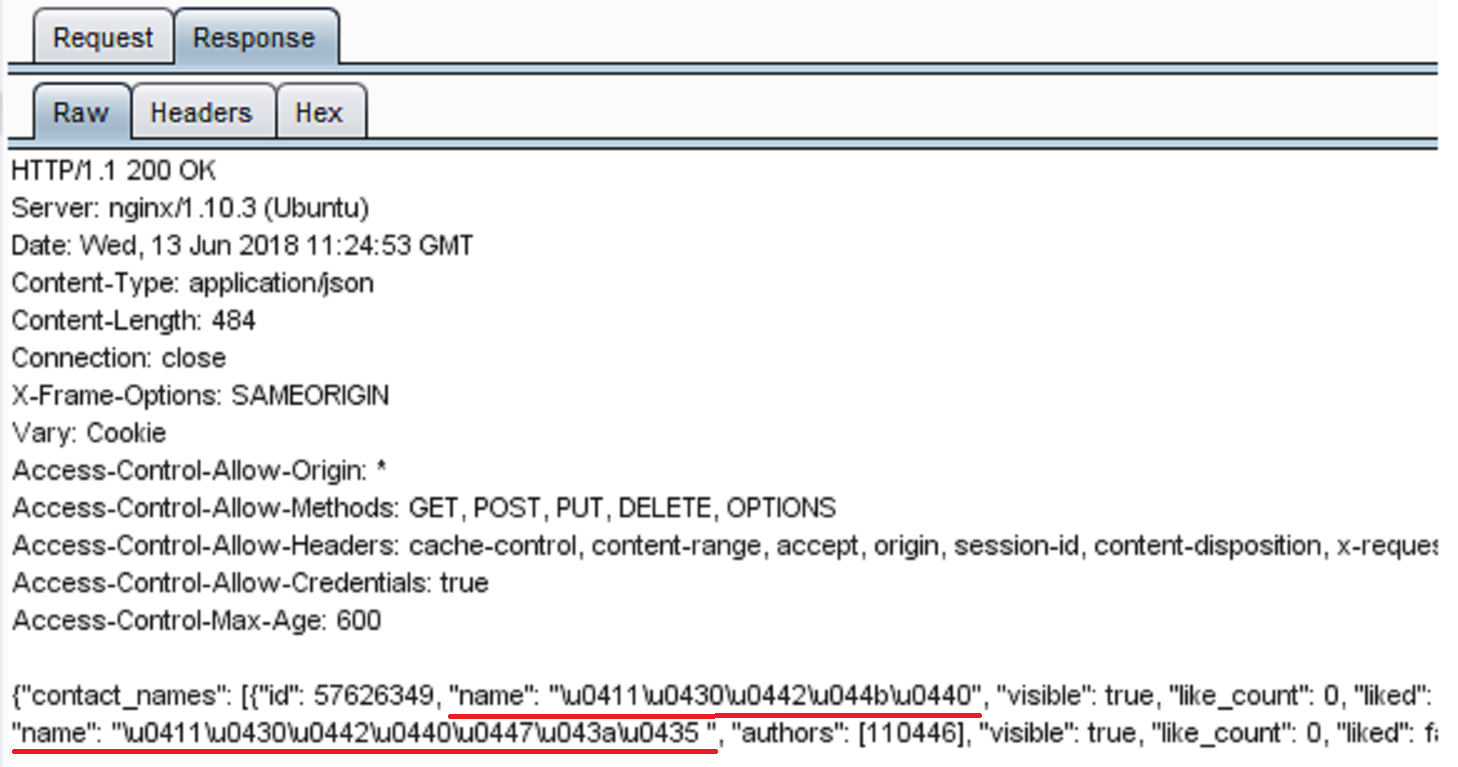 Request Response
Raw Headers Hex
HTTP/1.1 200 OK
Server: nginx/1.10.3 (Ubuntu)
Date: Wed, 13 Jun 2018 11:24:53 GMT
Content-Type: application/json
Content-Length: 484
Connection: close
X-Frame-Options: SAMEORIGIN
Vary: Cookie
Access-Control-Allow-Origin: *
Access-Control-Allow-Methods: GET, POST, PUT, DELETE, OPTIONS
Access-Control-Allow-Headers: cache-control, content-range, accept, origin, session-id, content-disposition, x-reques
Access-Control-Allow-Credentials: true
Access-Control-Max-Age: 600
{"contact_names": [{"id": 57626349, "name": "\u0411\u0430\u0442\u044b\u0440", "visible": true, "like_count": 0, "liked":
"name": "\u0411\u0430\u0442\u0440\u0447\u043a\u0435 ", "authors": [110446], "visible": true, "like_count": 0, "liked":